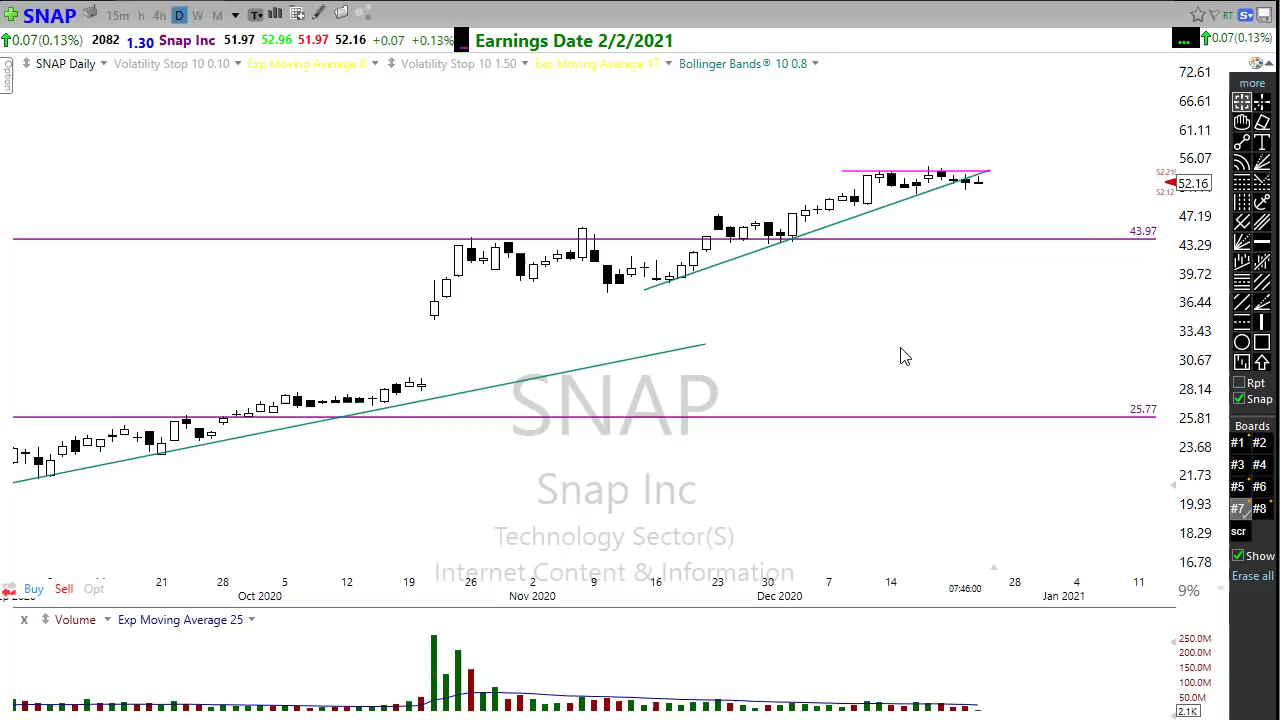 SNAP 15m h 4h D W M T
0.07(0.13%) 2082 1.30 Snap Inc 51.97 52.96 51.97 52.16 +0.07 +0.13% Earnings Date 2/2/2021 ... 0.07(0.13%)
RT S
Option
SNAP Daily Volatility Stop 10 0.10 Exp Moving Average 8 Volatility Stop 10 1.50 Exp Moving Average 17 Bollinger Bands® 10 0.8
72.61
66.61
61.11
56.07
52.21
52.16
52.12
47.19
43.97
43.29
39.72
36.44
33.43
30.67
28.14
25.77
25.81
23.68
21.73
19.93
18.29
16.78
SNAP
Snap Inc
Technology Sector(S)
Internet Content & Information
more
T
Rpt
Snap
Boards
#1 #2
#3 #4
#5 #6
#7 #8
scr
Show
Erase all
Buy Sell Opt
21 28 5 12 19 26 2 9 16 23 30 7 14 07:46:00 28 4 11
Oct 2020 Nov 2020 Dec 2020 Jan 2021
9%
x Volume Exp Moving Average 25
250.0M
200.0M
150.0M
100.0M
50.0M
2.1K